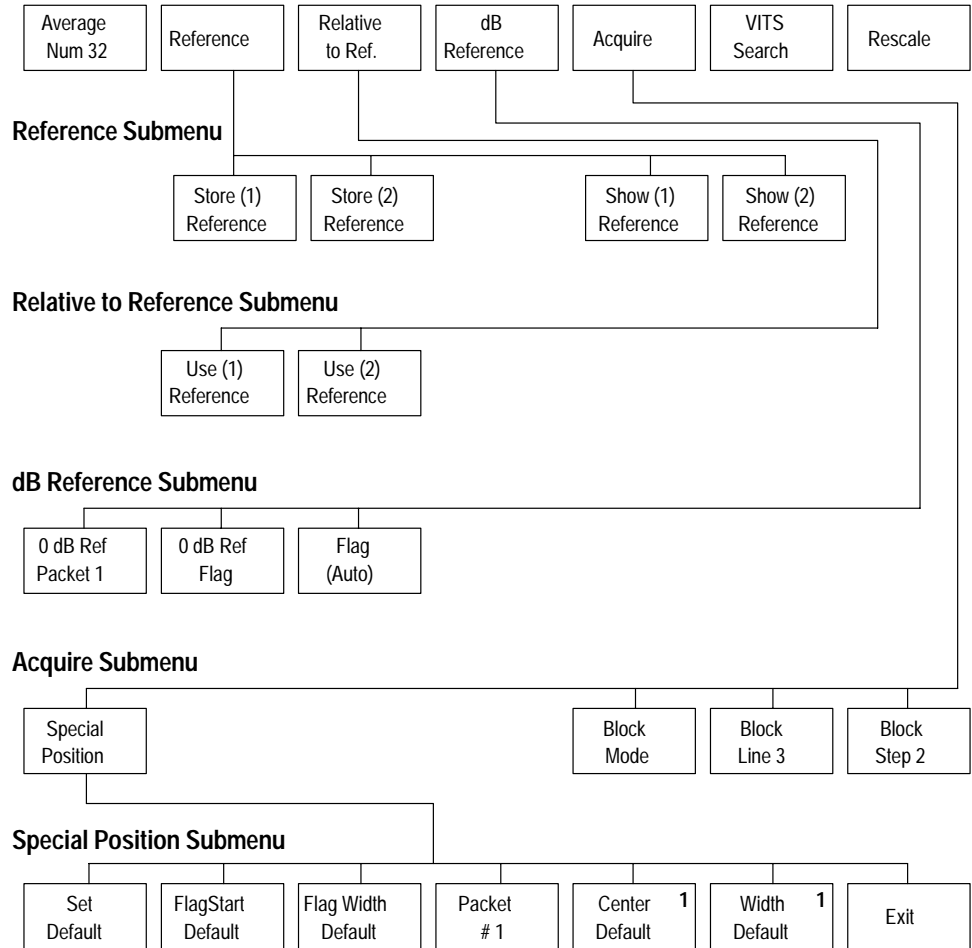 Average
Num 32
Reference
Relative
to Ref.
dB
Reference
Acquire
VITS
Search
Rescale
Reference Submenu
Store (1)
Reference
Store (2)
Reference
Show (1)
Reference
Show (2)
Reference
Relative to Reference Submenu
Use (1)
Reference
Use (2)
Reference
dB Reference Submenu
0 dB Ref
Packet 1
0 dB Ref
Flag
Flag
(Auto)
Acquire Submenu
Special
Position
Block
Mode
Block
Line 3
Block
Step 2
Special Position Submenu
Set
Default
FlagStart
Default
Flag Width
Default
Packet
# 1
Center 1
Default
Width 1
Default
Exit